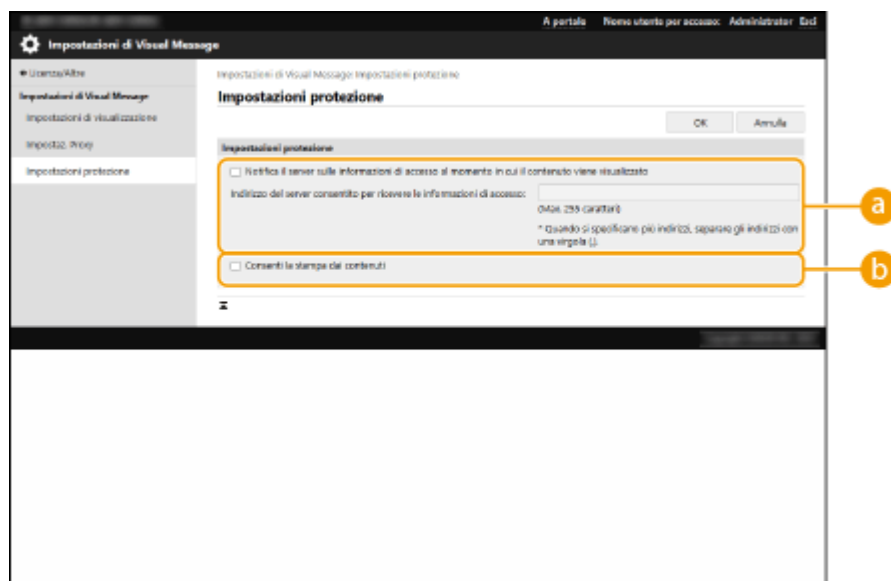 A portale Nome utente per accesso: Administrator Esci
Impostazioni di Visual Message
Licenza/Altre
Impostazioni di Visual Message: Impostazioni protezione
Impostazioni di Visual Message
Impostazioni protezione
Impostazioni di visualizzazione
OK Annulla
Impostaz. Proxy
Impostazioni protezione
Impostazioni protezione
Notifica il server sulle informazioni di accesso al momento in cui il contenuto viene visualizzato
Indirizzo del server consentito per ricevere le informazioni di accesso:
(Max. 255 caratteri)
* Quando si specificano più indirizzi, separare gli indirizzi con
una virgola (,).
a
Consenti la stampa dei contenuti
b